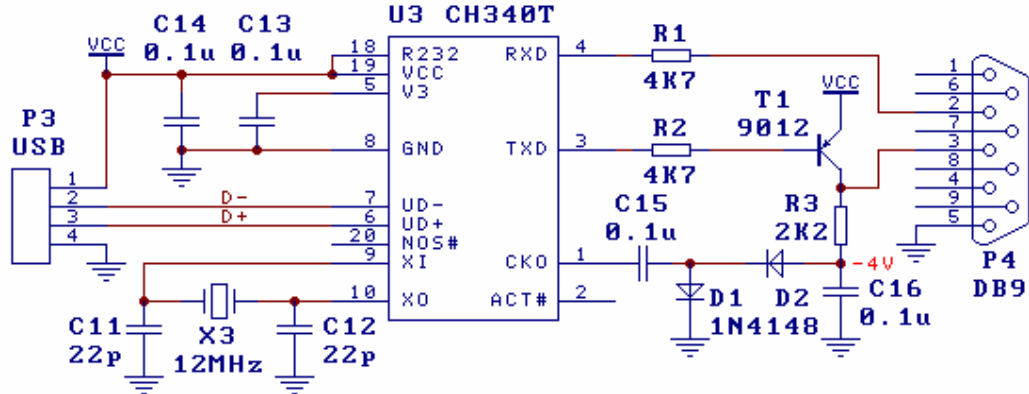 U3 CH340T
C14 C13
0.1u 0.1u
VCC
18 R232
19 VCC
5 V3
8 GND
7 UD-
6 UD+
20 NOS#
9 XI
10 XO
RXD 4
TXD 3
CKO 1
ACT# 2
P3
USB
1
2
3
4
D-
D+
C11
22p
X3
12MHz
C12
22p
R1
4K7
R2
4K7
T1
9012
VCC
C15
0.1u
R3
2K2
-4V
D1
1N4148
D2
C16
0.1u
1
6
2
7
3
8
4
9
5
P4
DB9